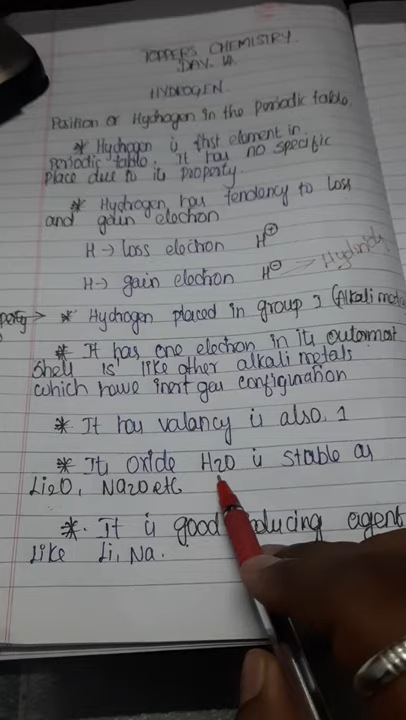 TOPPERS CHEMISTRY
HYDROGEN
Position of Hydrogen in the Periodic table.
* Hydrogen is first element in
periodic table. It has no specific
place due to its property.
* Hydrogen, has tendency to loss
and gain electron
H → loss electron H⊕
H → gain electron H⊖ → Hydride
* Hydrogen placed in group 1 (Alkali meta
* It has one electron in its outermost
shell is like other alkali metals
which have inert gas configuration
* It has valancy is also 1
* Its oxide H2O is stable as
Li2O, Na2O etc
*. It is good reducing agent
like Li, Na.